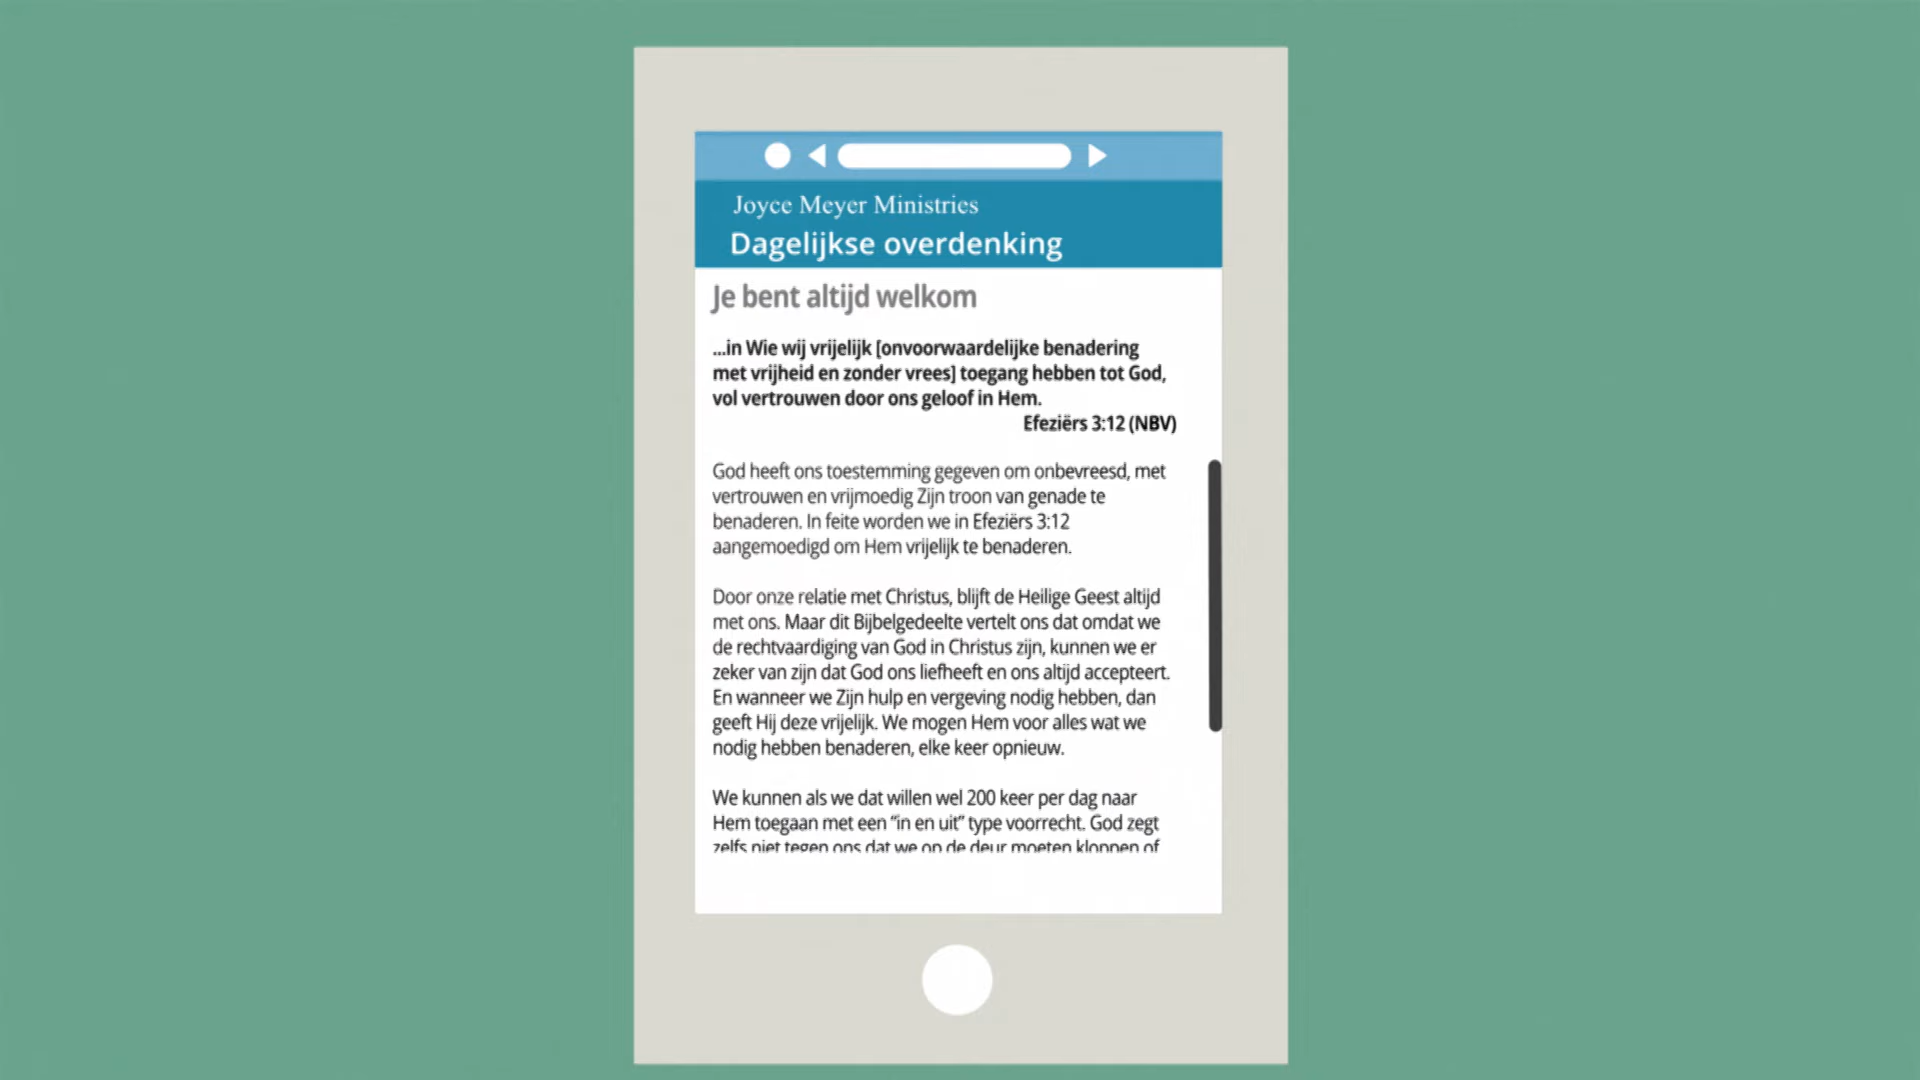 Joyce Meyer Ministries
Dagelijkse overdenking
Je bent altijd welkom
...in Wie wij vrijelijk [onvoorwaardelijke benadering
met vrijheid en zonder vrees] toegang hebben tot God,
vol vertrouwen door ons geloof in Hem.
Efeziërs 3:12 (NBV)
God heeft ons toestemming gegeven om onbevreesd, met
vertrouwen en vrijmoedig Zijn troon van genade te
benaderen. In feite worden we in Efeziërs 3:12
aangemoedigd om Hem vrijelijk te benaderen.
Door onze relatie met Christus, blijft de Heilige Geest altijd
met ons. Maar dit Bijbelgedeelte vertelt ons dat omdat we
de rechtvaardiging van God in Christus zijn, kunnen we er
zeker van zijn dat God ons liefheeft en ons altijd accepteert.
En wanneer we Zijn hulp en vergeving nodig hebben, dan
geeft Hij deze vrijelijk. We mogen Hem voor alles wat we
nodig hebben benaderen, elke keer opnieuw.
We kunnen als we dat willen wel 200 keer per dag naar
Hem toegaan met een “in en uit” type voorrecht. God zegt
zelfs niet tegen ons dat we op de deur moeten kloppen of